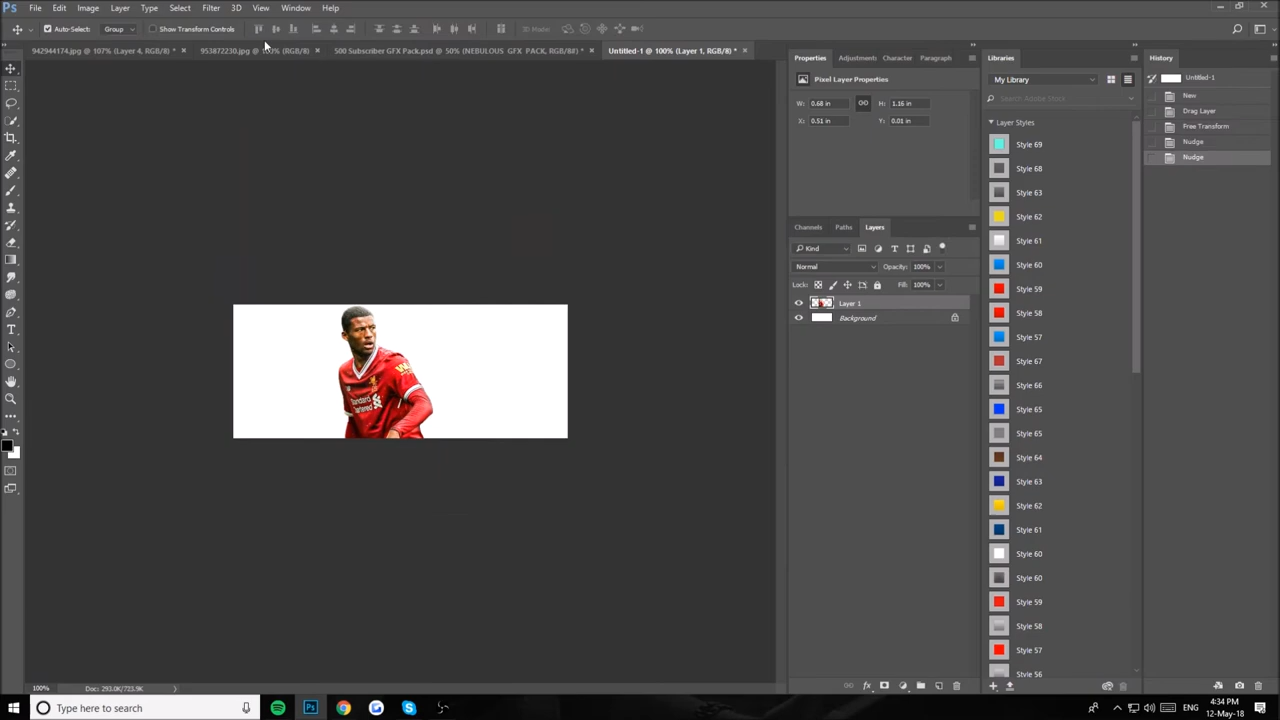 File Edit Image Layer Type Select Filter 3D View Window Help
Auto-Select: Group Show Transform Controls 3D Mode:
942944174.jpg @ 107% (Layer 4, RGB/8) * 953872230.jpg @ (RGB/8) 500 Subscriber GFX Pack.psd @ 50% (NEBULOUS GFX PACK, RGB/8#) * Untitled-1 @ 100% (Layer 1, RGB/8) *
Properties Adjustments Character Paragraph
Pixel Layer Properties
W: 0.68 in H: 1.16 in
X: 0.51 in Y: 0.01 in
Channels Paths Layers
Kind
Normal Opacity: 100%
Lock: Fill: 100%
Layer 1
Background
Libraries
My Library
Search Adobe Stock
Layer Styles
Style 69
Style 68
Style 63
Style 62
Style 61
Style 60
Style 59
Style 58
Style 57
Style 67
Style 66
Style 65
Style 65
Style 64
Style 63
Style 62
Style 61
Style 60
Style 60
Style 59
Style 58
Style 57
Style 56
History
Untitled-1
New
Drag Layer
Free Transform
Nudge
Nudge
Standard
Chartered
100% Doc: 293.0K/723.9K
Type here to search
ENG 4:34 PM
12-May-18